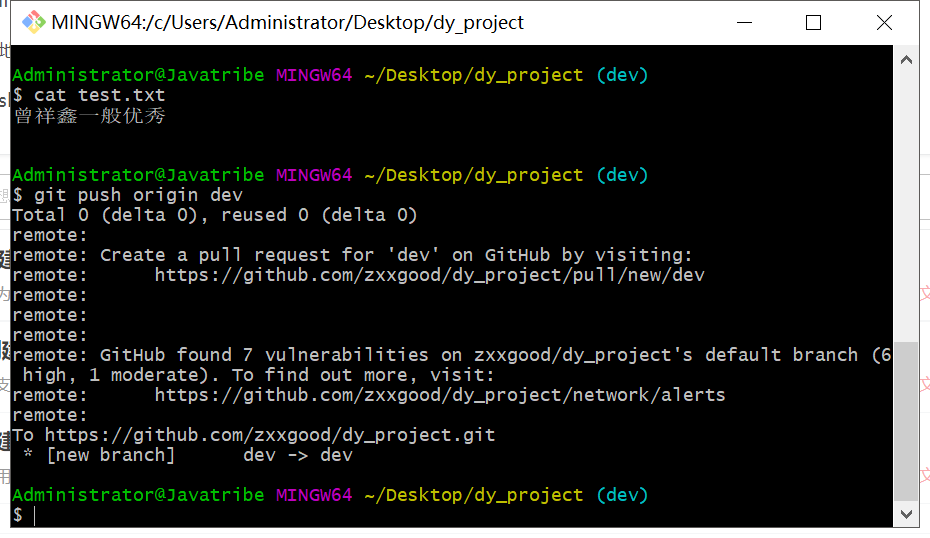 MINGW64:/c/Users/Administrator/Desktop/dy_project
Administrator@Javatribe MINGW64 ~/Desktop/dy_project (dev)
$ cat test.txt
曾祥鑫一般优秀
Administrator@Javatribe MINGW64 ~/Desktop/dy_project (dev)
$ git push origin dev
Total 0 (delta 0), reused 0 (delta 0)
remote:
remote: Create a pull request for 'dev' on GitHub by visiting:
remote:      https://github.com/zxxgood/dy_project/pull/new/dev
remote:
remote:
remote:
remote: GitHub found 7 vulnerabilities on zxxgood/dy_project's default branch (6
 high, 1 moderate). To find out more, visit:
remote:      https://github.com/zxxgood/dy_project/network/alerts
remote:
To https://github.com/zxxgood/dy_project.git
 * [new branch]      dev -> dev
Administrator@Javatribe MINGW64 ~/Desktop/dy_project (dev)
$